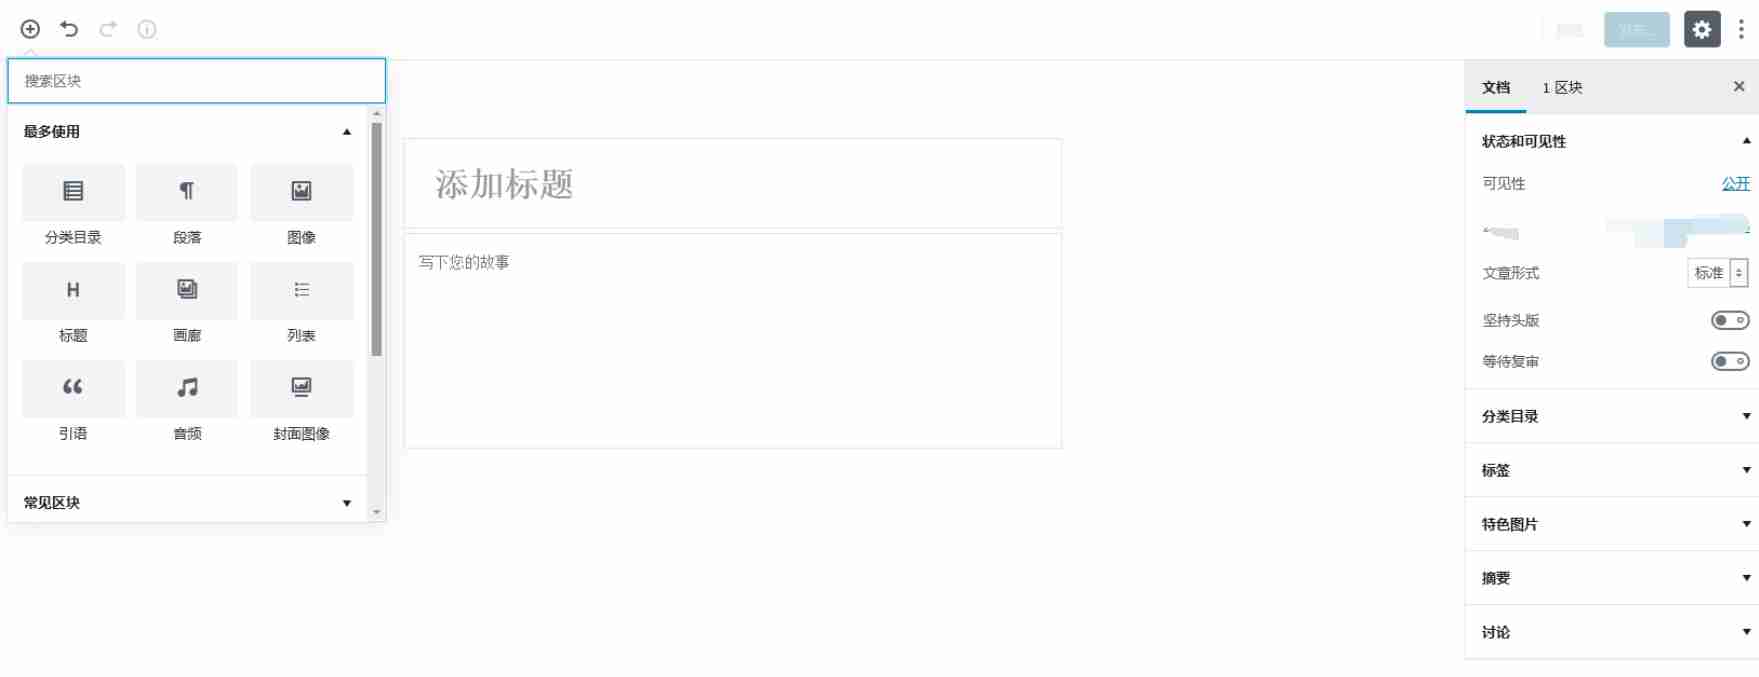 搜索区块
最多使用
分类目录
段落
图像
标题
画廊
列表
引语
音频
封面图像
常见区块
添加标题
写下您的故事
文档
1 区块
状态和可见性
可见性 公开
文章形式 标准
坚持头版
等待复审
分类目录
标签
特色图片
摘要
讨论